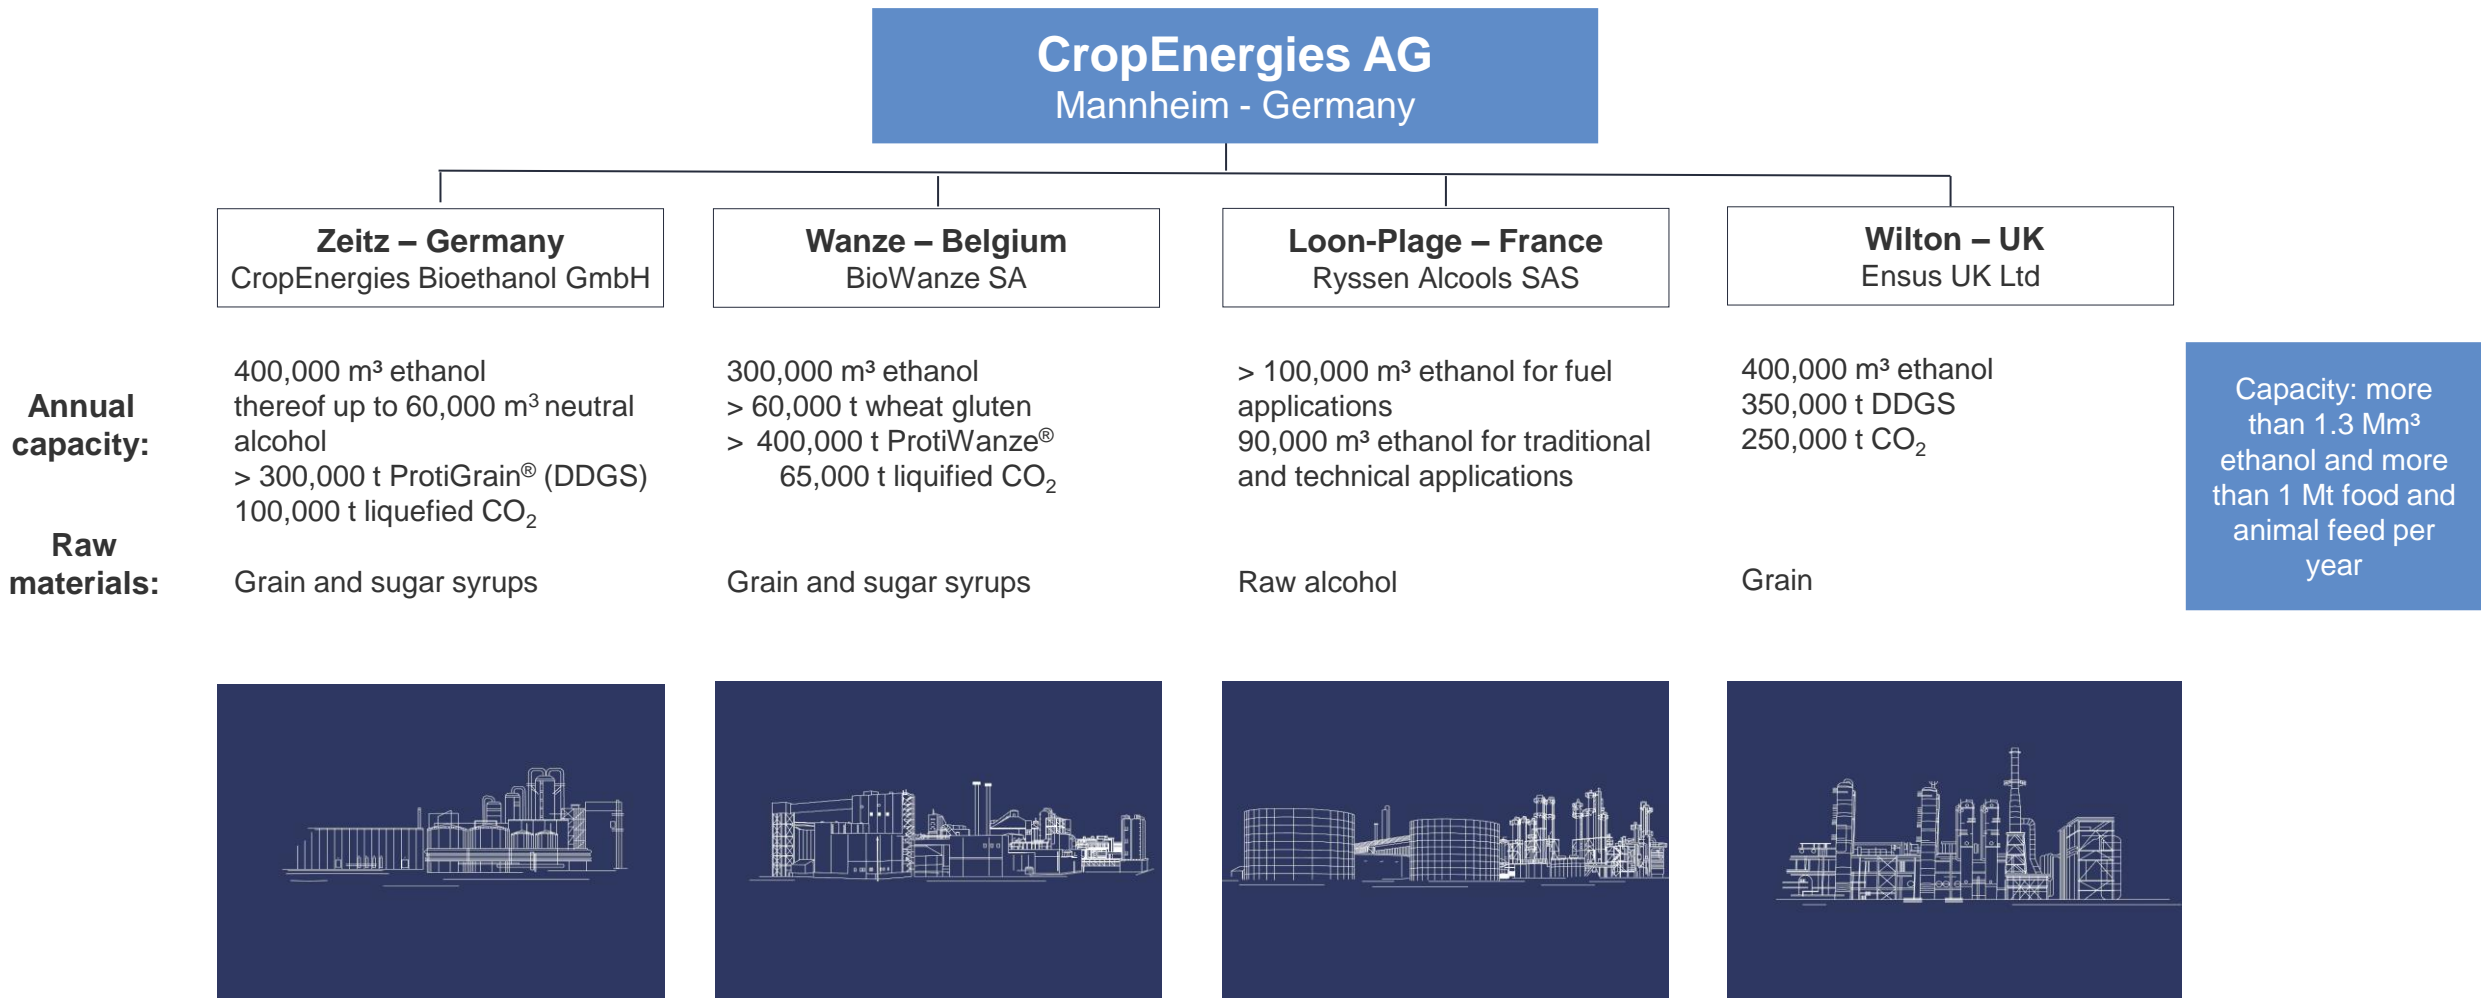 CropEnergies AG
Mannheim - Germany
Zeitz – Germany
CropEnergies Bioethanol GmbH
Wanze – Belgium
BioWanze SA
Loon-Plage – France
Ryssen Alcools SAS
Wilton – UK
Ensus UK Ltd
Annual
capacity:
400,000 m³ ethanol
thereof up to 60,000 m³ neutral
alcohol
> 300,000 t ProtiGrain® (DDGS)
100,000 t liquefied CO₂
300,000 m³ ethanol
> 60,000 t wheat gluten
> 400,000 t ProtiWanze®
65,000 t liquified CO₂
> 100,000 m³ ethanol for fuel
applications
90,000 m³ ethanol for traditional
and technical applications
400,000 m³ ethanol
350,000 t DDGS
250,000 t CO₂
Capacity: more
than 1.3 Mm³
ethanol and more
than 1 Mt food and
animal feed per
year
Raw
materials:
Grain and sugar syrups
Grain and sugar syrups
Raw alcohol
Grain